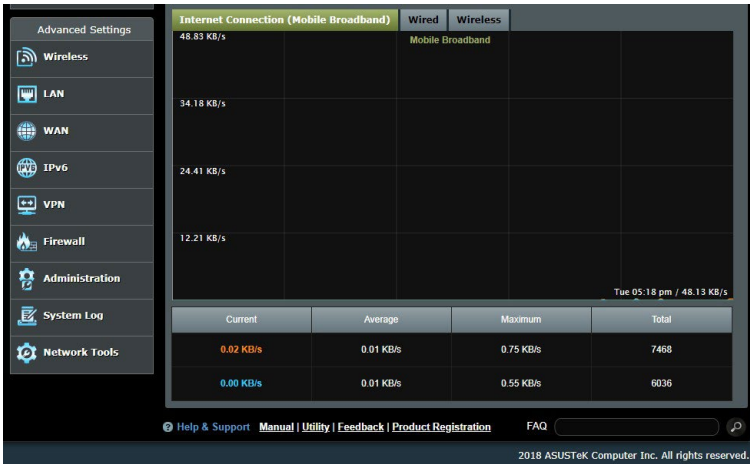 Advanced Settings
Wireless
LAN
WAN
IPv6
VPN
Firewall
Administration
System Log
Network Tools
Internet Connection (Mobile Broadband) Wired Wireless
48.83 KB/s
Mobile Broadband
34.18 KB/s
24.41 KB/s
12.21 KB/s
Tue 05:18 pm / 48.13 KB/s
Current Average Maximum Total
0.02 KB/s 0.01 KB/s 0.75 KB/s 7468
0.00 KB/s 0.01 KB/s 0.55 KB/s 6036
Help & Support Manual | Utility | Feedback | Product Registration FAQ
2018 ASUSTeK Computer Inc. All rights reserved.